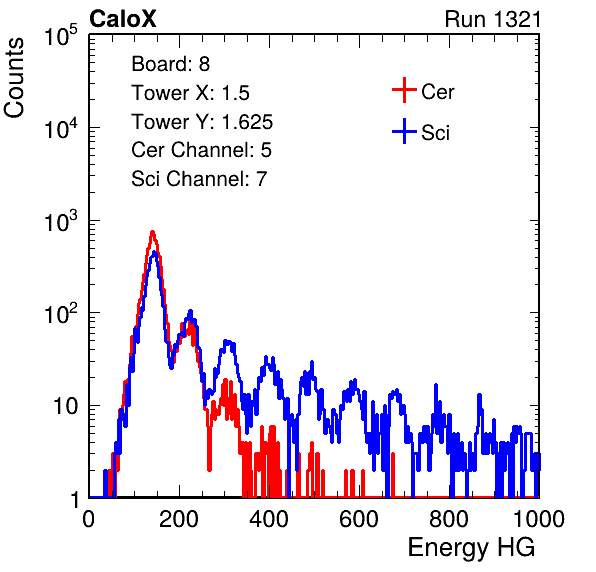 CaloX Run 1321
Counts
10^5
10^4
10^3
10^2
10
1
Board: 8
Tower X: 1.5
Tower Y: 1.625
Cer Channel: 5
Sci Channel: 7
Cer
Sci
0 200 400 600 800 1000
Energy HG